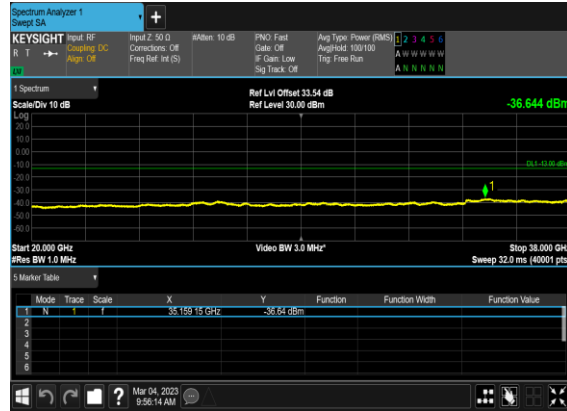 Spectrum Analyzer 1
Swept SA
+
KEYSIGHT Input: RF Input Z: 50 Ω #Atten: 10 dB PNO: Fast Avg Type: Power (RMS) 1 2 3 4 5 6
R T Coupling: DC Corrections: Off Gate: Off Avg|Hold: 100/100 A W W W W W
Align: Off Freq Ref: Int (S) IF Gain: Low Trig: Free Run
Sig Track: Off A N N N N N
1 Spectrum
Ref Lvl Offset 33.54 dB
Scale/Div 10 dB Ref Level 30.00 dBm -36.644 dBm
Log
20.0
10.0
0.00
-10.0
DL1 -13.00 dBm
-20.0
-30.0
1
-40.0
-50.0
-60.0
Start 20.000 GHz Video BW 3.0 MHz* Stop 38.000 GHz
#Res BW 1.0 MHz Sweep 32.0 ms (40001 pts)
5 Marker Table
Mode Trace Scale X Y Function Function Width Function Value
1 N 1 f 35.159 15 GHz -36.64 dBm
2
3
4
5
6
? Mar 04, 2023
9:56:14 AM